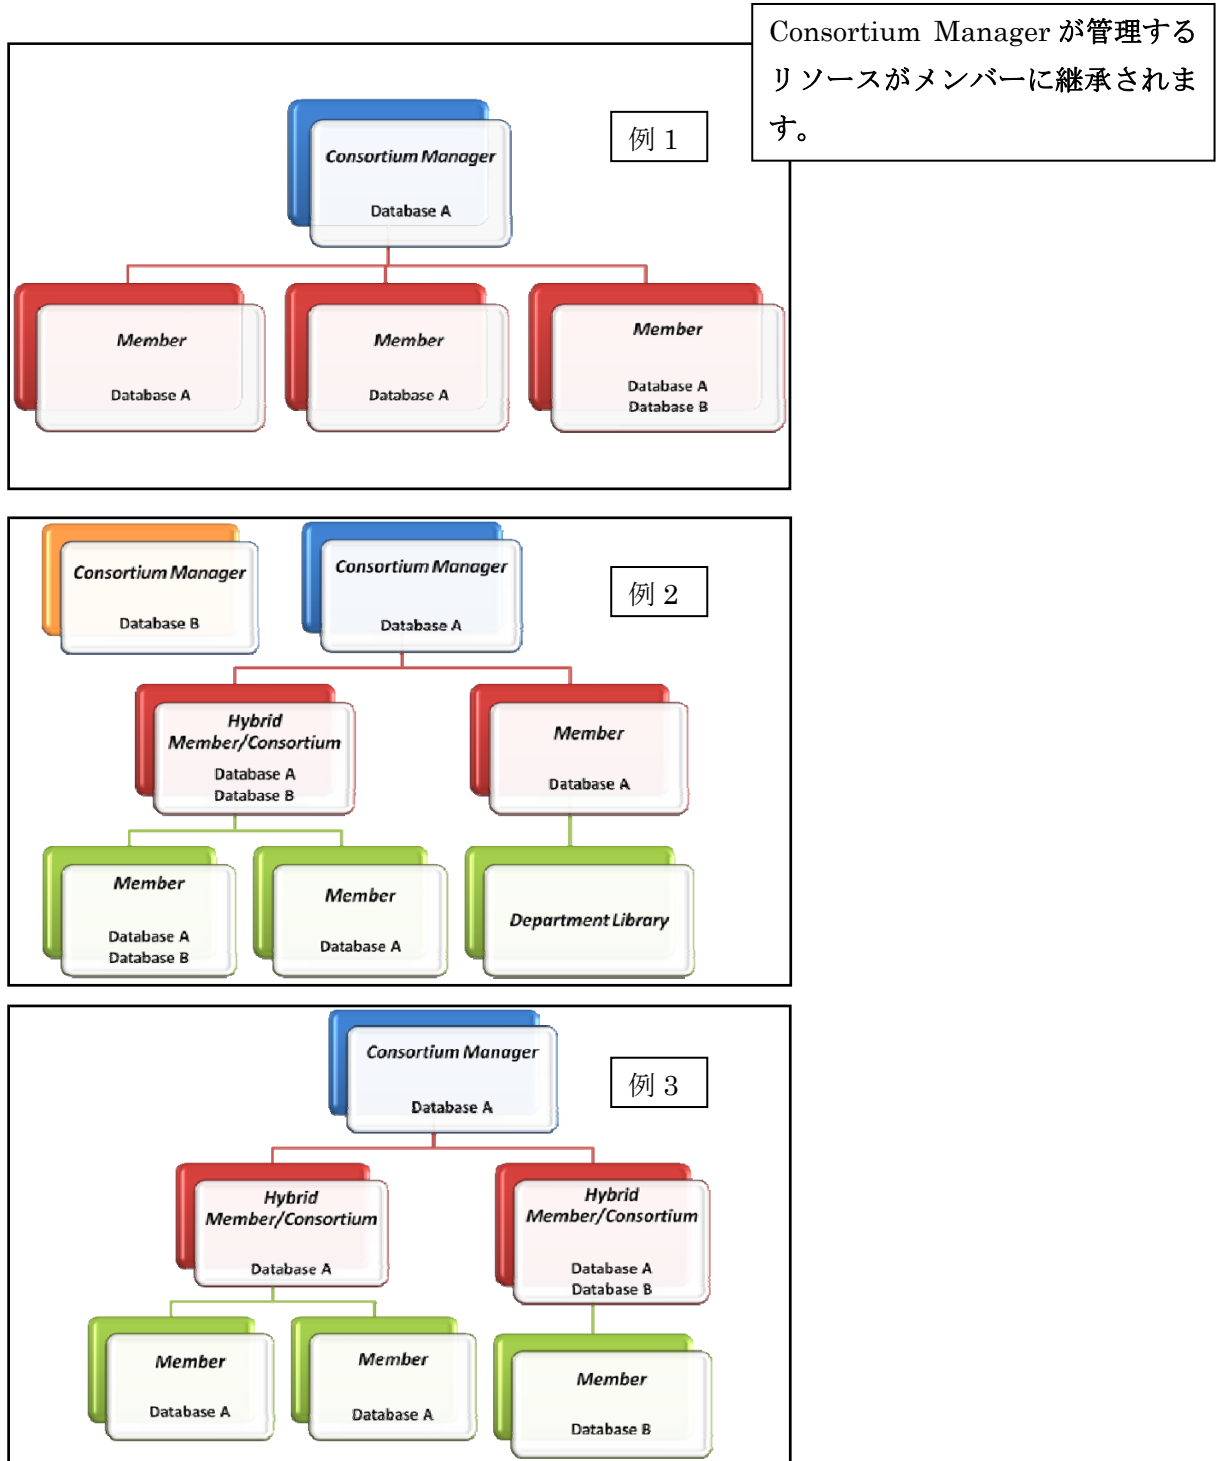 Consortium Manager が管理する
リソースがメンバーに継承されま
す。
例 1
Consortium Manager
Database A
Member
Database A
Member
Database A
Member
Database A
Database B
例 2
Consortium Manager
Database B
Consortium Manager
Database A
Hybrid
Member/Consortium
Database A
Database B
Member
Database A
Member
Database A
Database B
Member
Database A
Department Library
例 3
Consortium Manager
Database A
Hybrid
Member/Consortium
Database A
Hybrid
Member/Consortium
Database A
Database B
Member
Database A
Member
Database A
Member
Database B